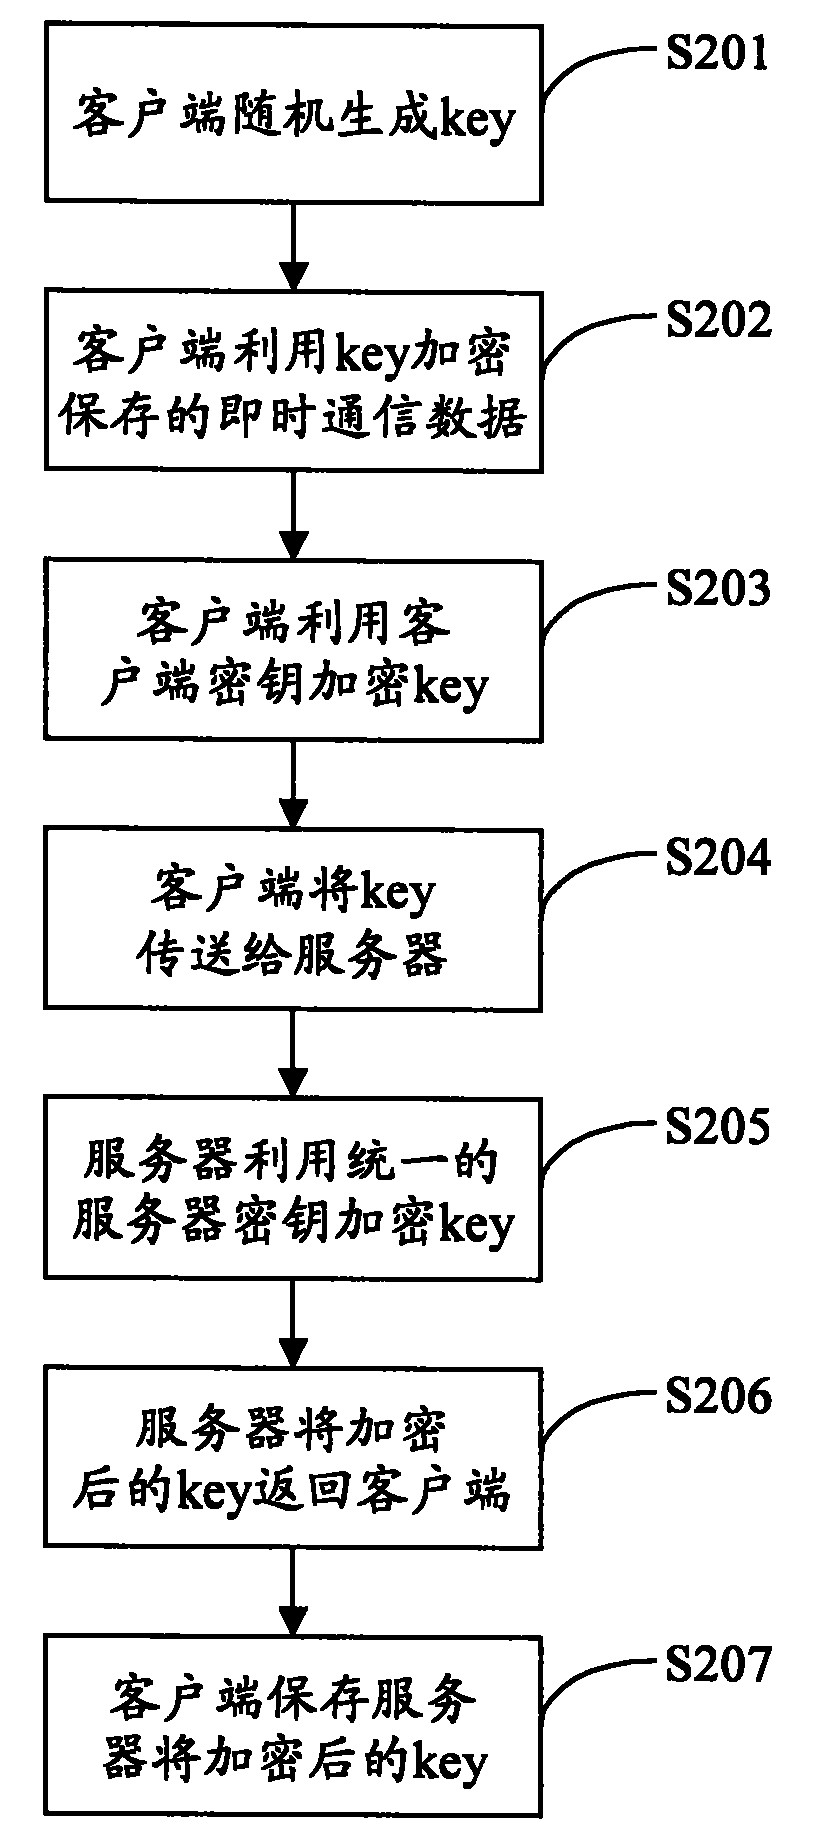 客户端随机生成key
S201
客户端利用key加密
保存的即时通信数据
S202
客户端利用客
户端密钥加密key
S203
客户端将key
传送给服务器
S204
服务器利用统一的
服务器密钥加密key
S205
服务器将加密
后的key返回客户端
S206
客户端保存服务
器将加密后的key
S207